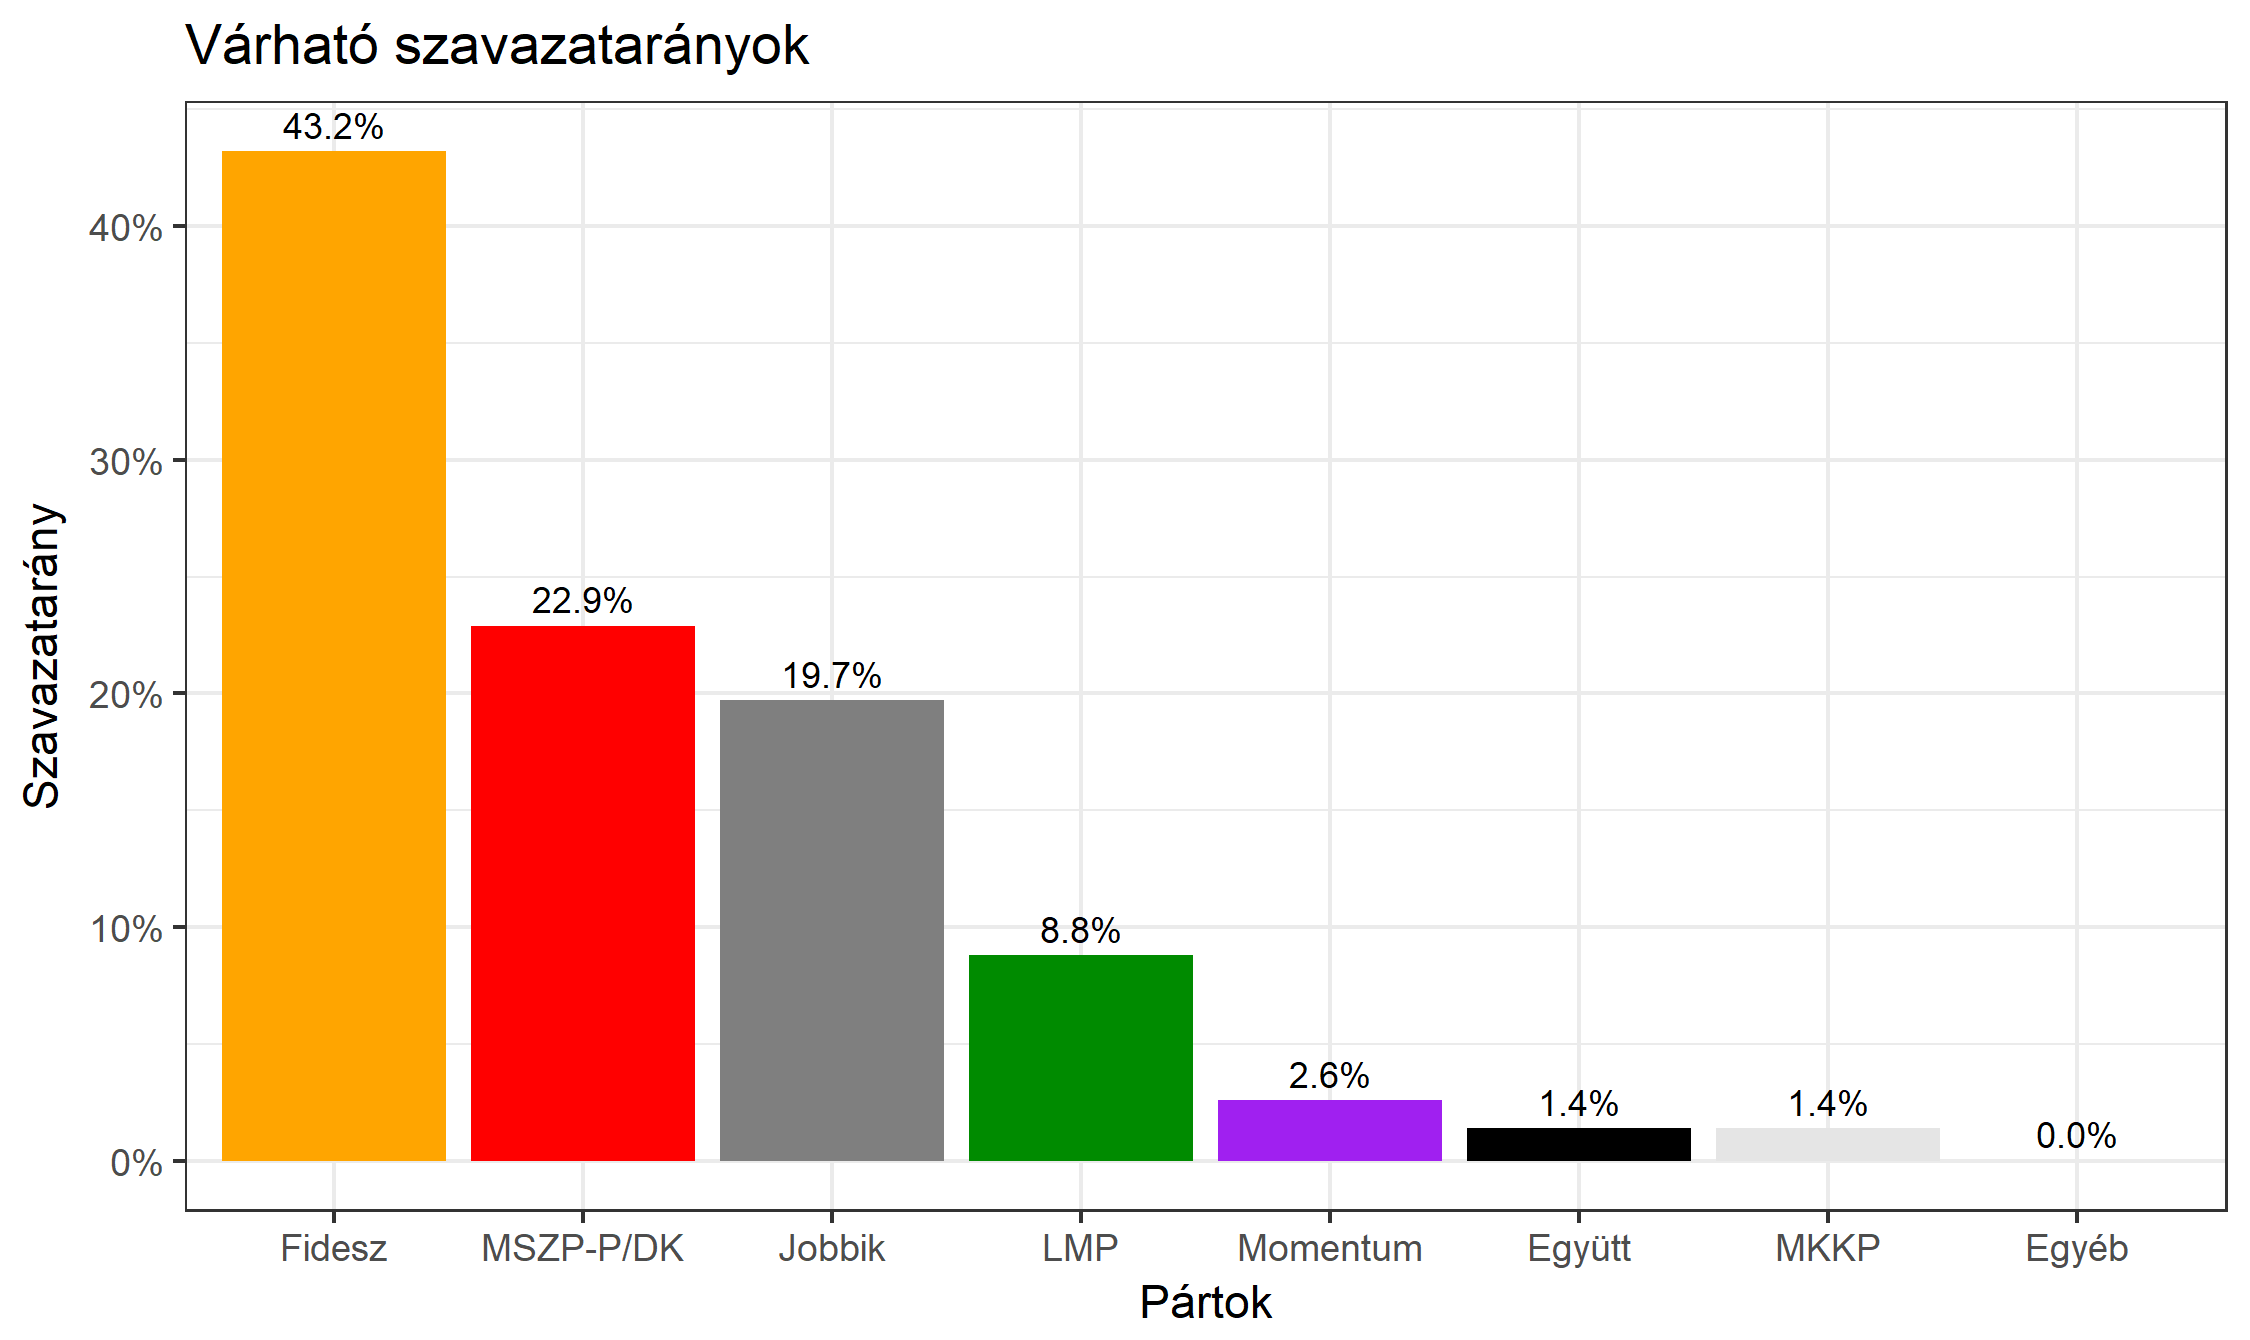 Várható szavazatarányok
Szavazatarány
40%
30%
20%
10%
0%
43.2%
22.9%
19.7%
8.8%
2.6%
1.4%
1.4%
0.0%
Fidesz
MSZP-P/DK
Jobbik
LMP
Momentum
Együtt
MKKP
Egyéb
Pártok